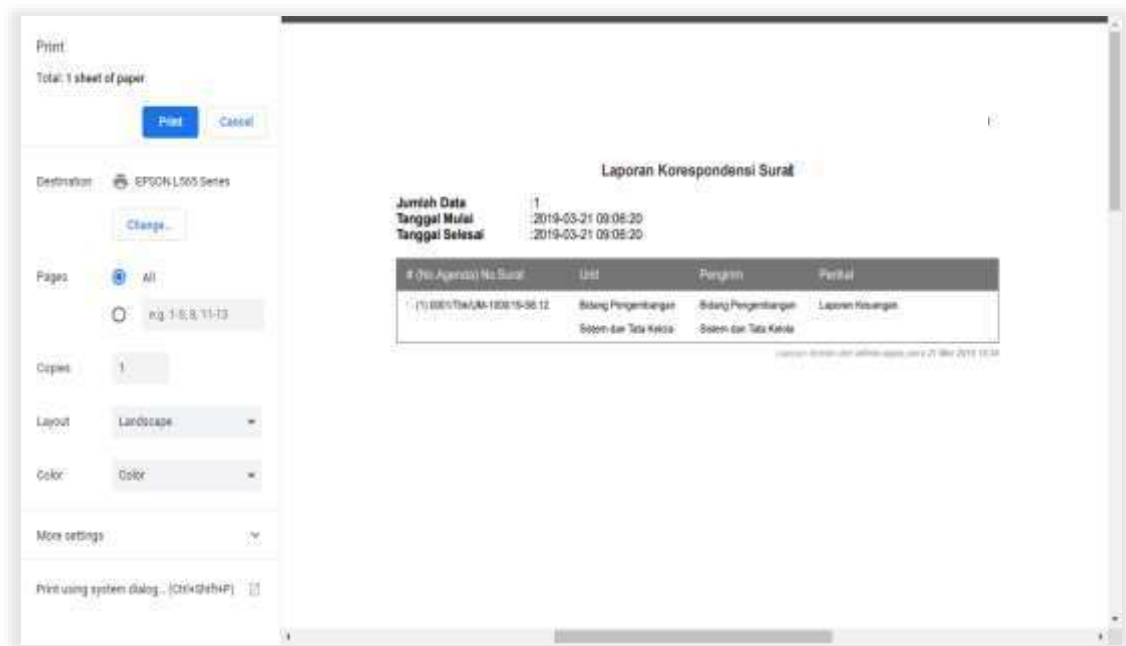 Print
Total: 1 sheet of paper
Print Cancel
Destination EPSON L565 Series
Change...
Pages All
e.g. 1-5, 8, 11-13
Copies 1
Layout Landscape
Color Color
More settings
Print using system dialog... (Ctrl+Shift+P)
Laporan Korespondensi Surat
Jumlah Data :1
Tanggal Mulai :2019-03-21 09:06:20
Tanggal Selesai :2019-03-21 09:06:20
# (No.Agenda) No.Surat Unit Pengirim Perihal
Bidang Pengembangan Bidang Pengembangan Laporan Keuangan
Sistem dan Tata Kelola Sistem dan Tata Kelola